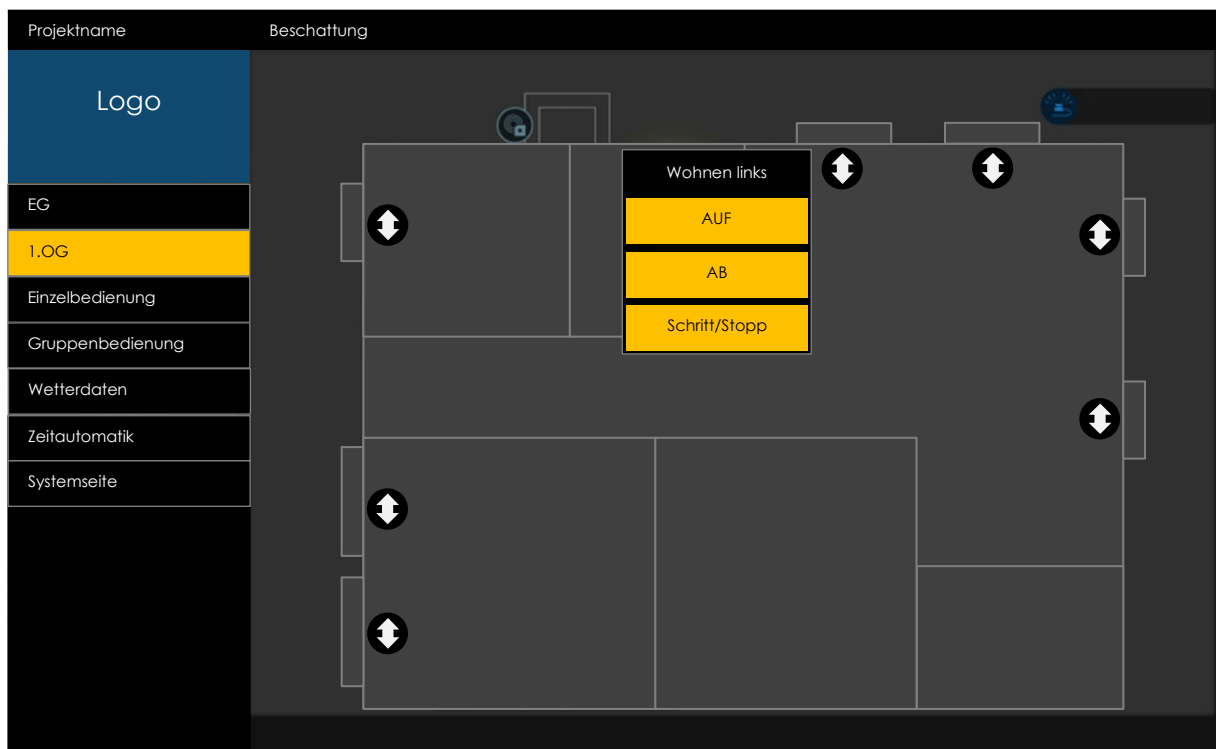 Projektname
Beschattung
Logo
EG
1.OG
Einzelbedienung
Gruppenbedienung
Wetterdaten
Zeitautomatik
Systemseite
Wohnen links
AUF
AB
Schritt/Stopp